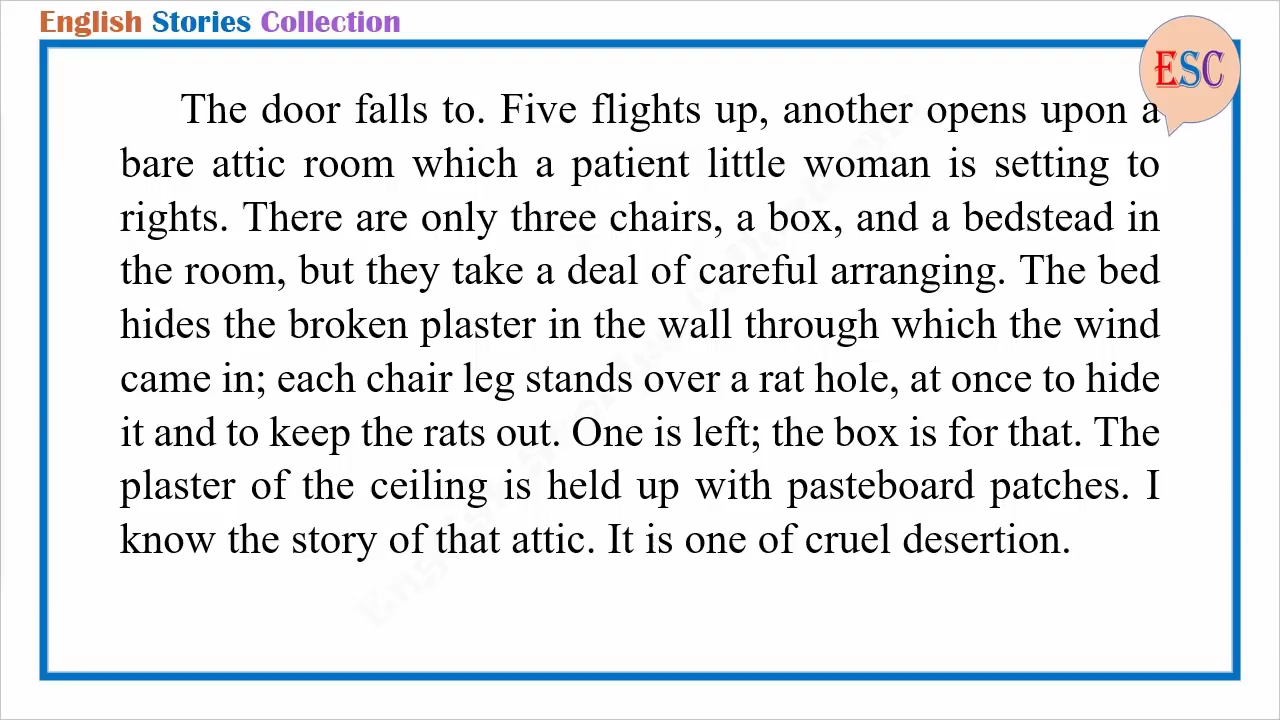 English Stories Collection
ESC
The door falls to. Five flights up, another opens upon a
bare attic room which a patient little woman is setting to
rights. There are only three chairs, a box, and a bedstead in
the room, but they take a deal of careful arranging. The bed
hides the broken plaster in the wall through which the wind
came in; each chair leg stands over a rat hole, at once to hide
it and to keep the rats out. One is left; the box is for that. The
plaster of the ceiling is held up with pasteboard patches. I
know the story of that attic. It is one of cruel desertion.
English Stories Collection